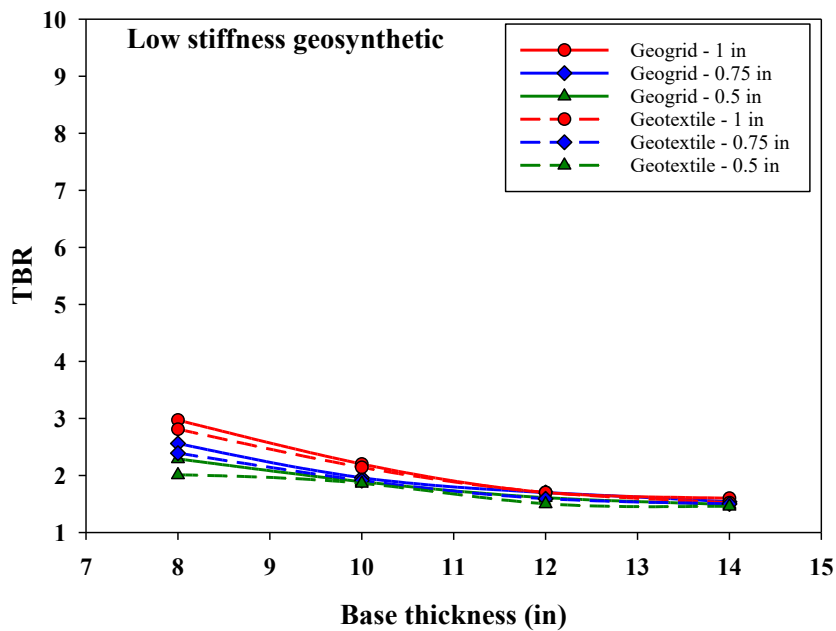 Low stiffness geosynthetic
Geogrid - 1 in
Geogrid - 0.75 in
Geogrid - 0.5 in
Geotextile - 1 in
Geotextile - 0.75 in
Geotextile - 0.5 in
TBR
10
9
8
7
6
5
4
3
2
1
7 8 9 10 11 12 13 14 15
Base thickness (in)